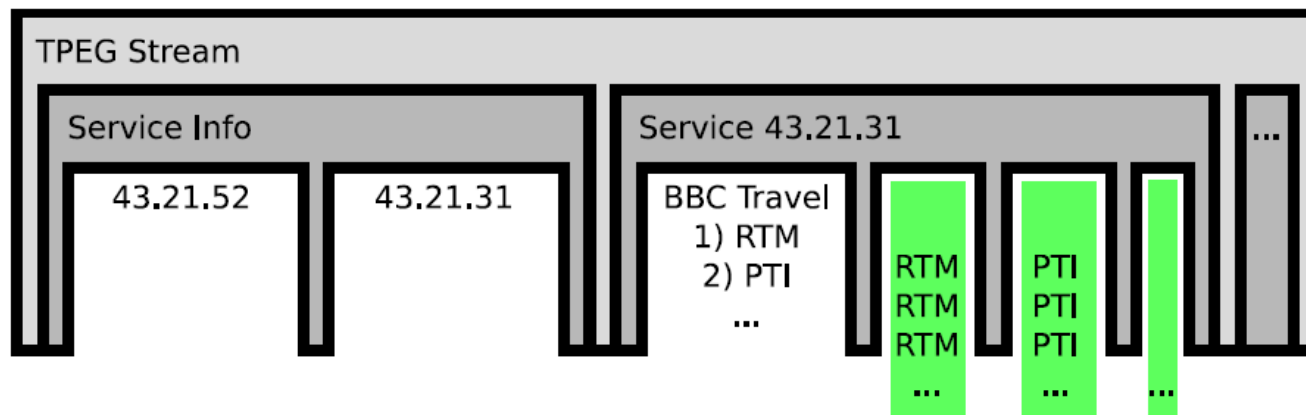 TPEG Stream
Service Info
43.21.52
43.21.31
Service 43.21.31
BBC Travel
1) RTM
2) PTI
...
RTM
RTM
RTM
...
PTI
PTI
PTI
...
...
...